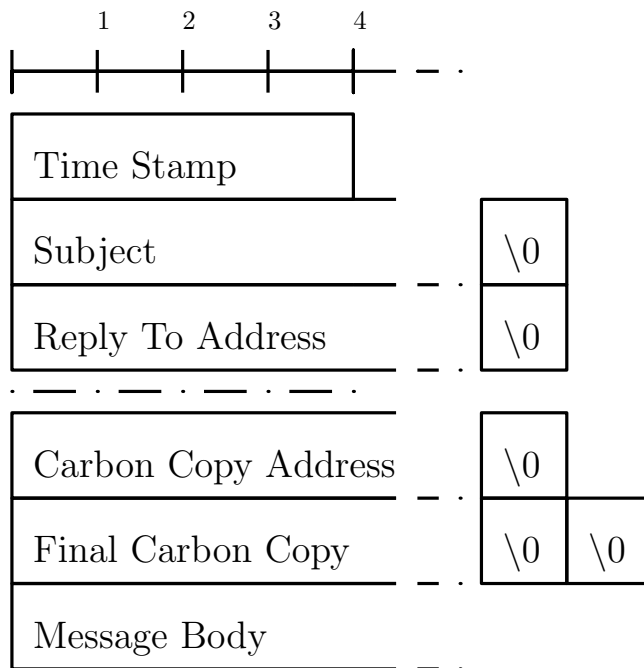 1 2 3 4
Time Stamp
Subject \0
Reply To Address \0
Carbon Copy Address \0
Final Carbon Copy \0 \0
Message Body